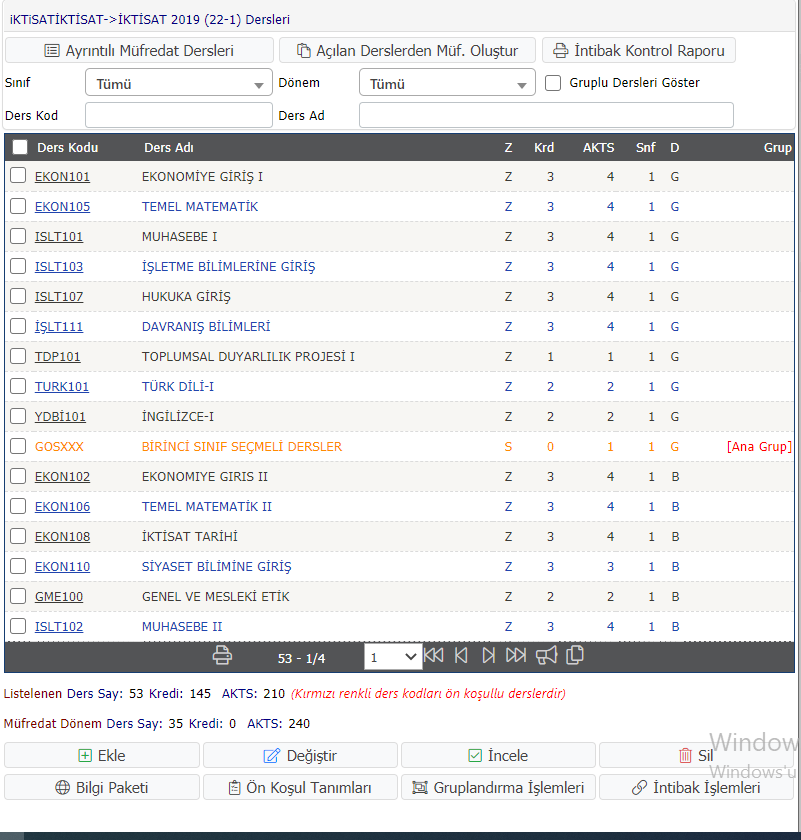 iKTiSATİKTİSAT->İKTİSAT 2019 (22-1) Dersleri
Ayrıntılı Müfredat Dersleri Açılan Derslerden Müf. Oluştur İntibak Kontrol Raporu
Sınıf Tümü Dönem Tümü Gruplu Dersleri Göster
Ders Kod Ders Ad
Ders Kodu Ders Adı Z Krd AKTS Snf D Grup
EKON101 EKONOMİYE GİRİŞ I Z 3 4 1 G
EKON105 TEMEL MATEMATİK Z 3 4 1 G
ISLT101 MUHASEBE I Z 3 4 1 G
ISLT103 İŞLETME BİLİMLERİNE GİRİŞ Z 3 4 1 G
ISLT107 HUKUKA GİRİŞ Z 3 4 1 G
İŞLT111 DAVRANIŞ BİLİMLERİ Z 3 4 1 G
TDP101 TOPLUMSAL DUYARLILIK PROJESİ I Z 1 1 1 G
TURK101 TÜRK DİLİ-I Z 2 2 1 G
YDBİ101 İNGİLİZCE-I Z 2 2 1 G
GOSXXX BİRİNCİ SINIF SEÇMELİ DERSLER S 0 1 1 G [Ana Grup]
EKON102 EKONOMIYE GIRIS II Z 3 4 1 B
EKON106 TEMEL MATEMATİK II Z 3 4 1 B
EKON108 İKTİSAT TARİHİ Z 3 4 1 B
EKON110 SİYASET BİLİMİNE GİRİŞ Z 3 3 1 B
GME100 GENEL VE MESLEKİ ETİK Z 2 2 1 B
ISLT102 MUHASEBE II Z 3 4 1 B
53 - 1/4 1
Listelenen Ders Say: 53 Kredi: 145 AKTS: 210 (Kırmızı renkli ders kodları ön koşullu derslerdir)
Müfredat Dönem Ders Say: 35 Kredi: 0 AKTS: 240
Ekle Değiştir İncele Sil
Window
Windows'u
Bilgi Paketi Ön Koşul Tanımları Gruplandırma İşlemleri İntibak İşlemleri